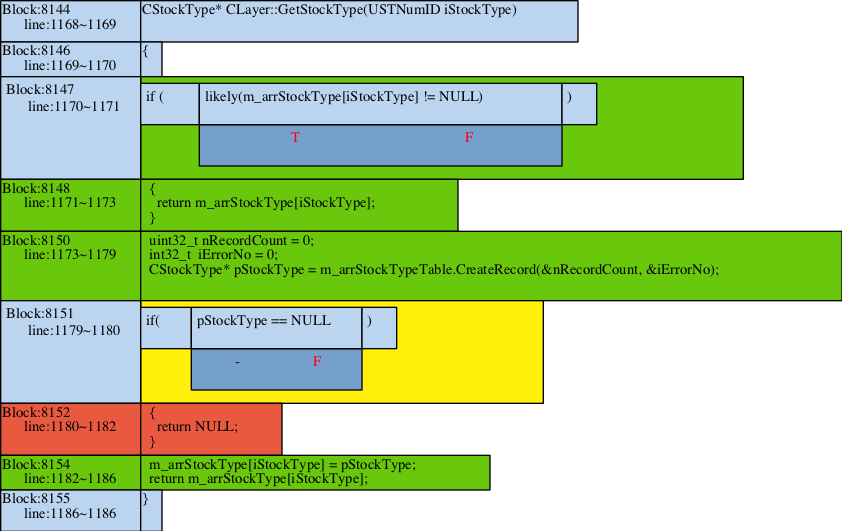 Block:8144
line:1168~1169
CStockType* CLayer::GetStockType(USTNumID iStockType)
Block:8146
line:1169~1170
{
Block:8147
line:1170~1171
if ( likely(m_arrStockType[iStockType] != NULL) )
T F
Block:8148
line:1171~1173
{
return m_arrStockType[iStockType];
}
Block:8150
line:1173~1179
uint32_t nRecordCount = 0;
int32_t iErrorNo = 0;
CStockType* pStockType = m_arrStockTypeTable.CreateRecord(&nRecordCount, &iErrorNo);
Block:8151
line:1179~1180
if( pStockType == NULL )
- F
Block:8152
line:1180~1182
{
return NULL;
}
Block:8154
line:1182~1186
m_arrStockType[iStockType] = pStockType;
return m_arrStockType[iStockType];
Block:8155
line:1186~1186
}